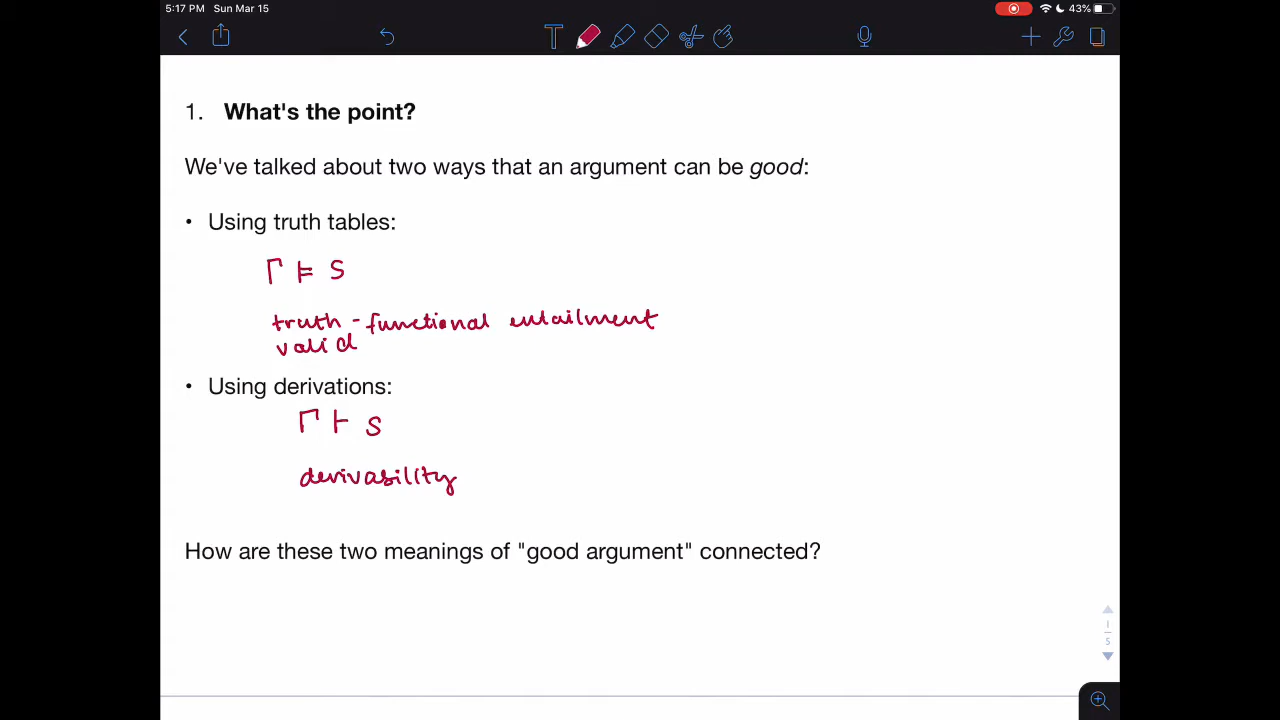 5:17 PM Sun Mar 15 43%
1. What's the point?
We've talked about two ways that an argument can be good:
• Using truth tables:
Γ ⊨ S
truth-functional entailment
valid
• Using derivations:
Γ ⊢ S
derivability
How are these two meanings of "good argument" connected?
1
5